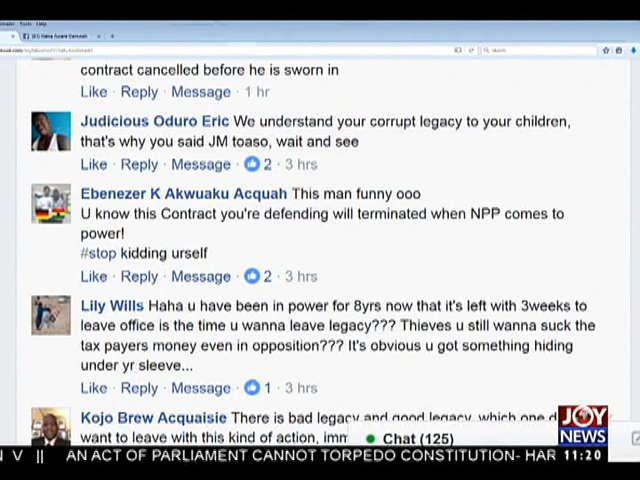 contract cancelled before he is sworn in
Like · Reply · Message · 1 hr
Judicious Oduro Eric We understand your corrupt legacy to your children,
that's why you said JM toaso, wait and see
Like · Reply · Message · 2 · 3 hrs
Ebenezer K Akwuaku Acquah This man funny ooo
U know this Contract you're defending will terminated when NPP comes to
power!
#stop kidding urself
Like · Reply · Message · 2 · 3 hrs
Lily Wills Haha u have been in power for 8yrs now that it's left with 3weeks to
leave office is the time u wanna leave legacy??? Thieves u still wanna suck the
tax payers money even in opposition??? It's obvious u got something hiding
under yr sleeve...
Like · Reply · Message · 1 · 3 hrs
Kojo Brew Acquaisie There is bad legacy and good legacy, which one
want to leave with this kind of action,
Chat (125)
JOY
NEWS
V || AN ACT OF PARLIAMENT CANNOT TORPEDO CONSTITUTION- HAR
11:20